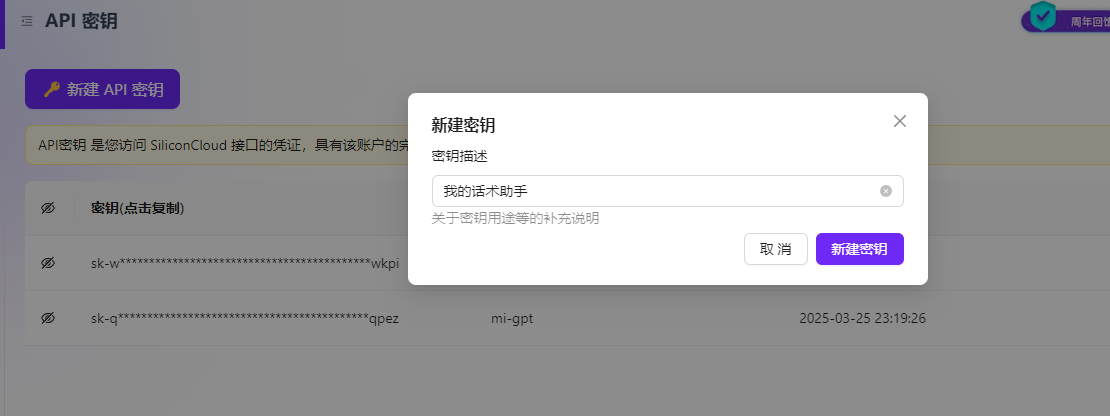 API 密钥
周年回馈
新建 API 密钥
API密钥 是您访问 SiliconCloud 接口的凭证，具有该账户的完
新建密钥
密钥描述
我的话术助手
关于密钥用途等的补充说明
取 消
新建密钥
密钥(点击复制)
sk-w********************************************wkpi
sk-q********************************************qpez
mi-gpt
2025-03-25 23:19:26